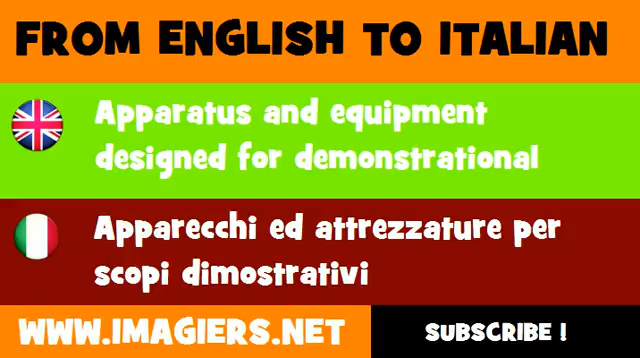 FROM ENGLISH TO ITALIAN
Apparatus and equipment
designed for demonstrational
Apparecchi ed attrezzature per
scopi dimostrativi
WWW.IMAGIERS.NET
SUBSCRIBE !